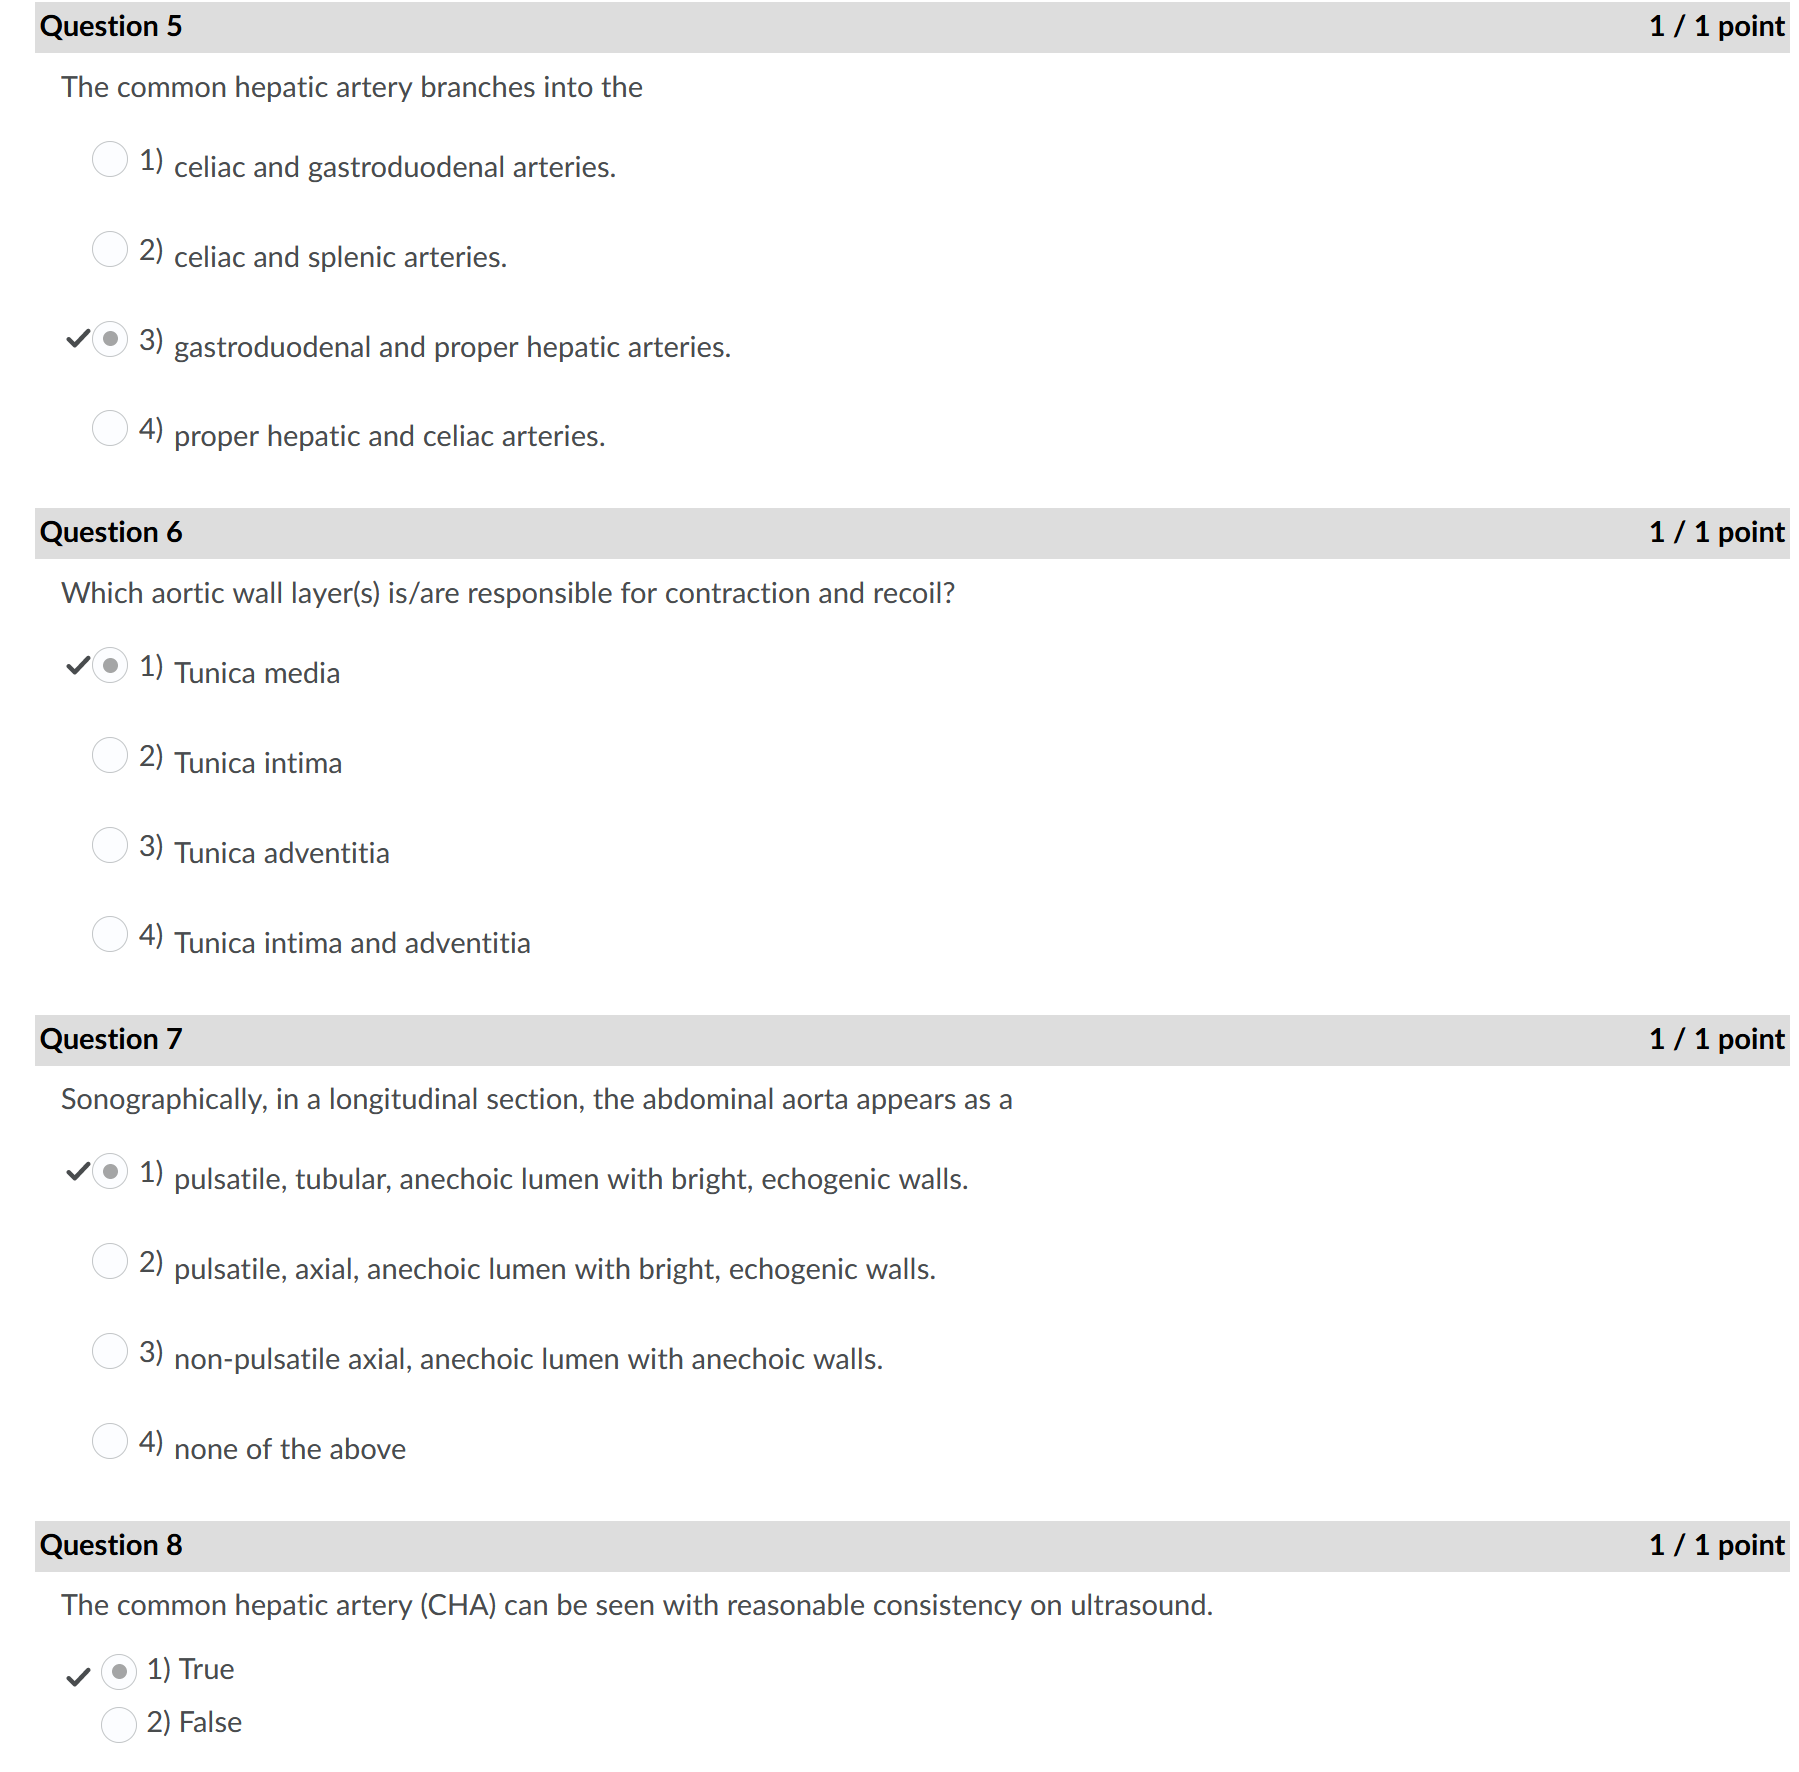 Question 5 1 / 1 point
The common hepatic artery branches into the
1) celiac and gastroduodenal arteries.
2) celiac and splenic arteries.
3) gastroduodenal and proper hepatic arteries.
4) proper hepatic and celiac arteries.
Question 6 1 / 1 point
Which aortic wall layer(s) is/are responsible for contraction and recoil?
1) Tunica media
2) Tunica intima
3) Tunica adventitia
4) Tunica intima and adventitia
Question 7 1 / 1 point
Sonographically, in a longitudinal section, the abdominal aorta appears as a
1) pulsatile, tubular, anechoic lumen with bright, echogenic walls.
2) pulsatile, axial, anechoic lumen with bright, echogenic walls.
3) non-pulsatile axial, anechoic lumen with anechoic walls.
4) none of the above
Question 8 1 / 1 point
The common hepatic artery (CHA) can be seen with reasonable consistency on ultrasound.
1) True
2) False